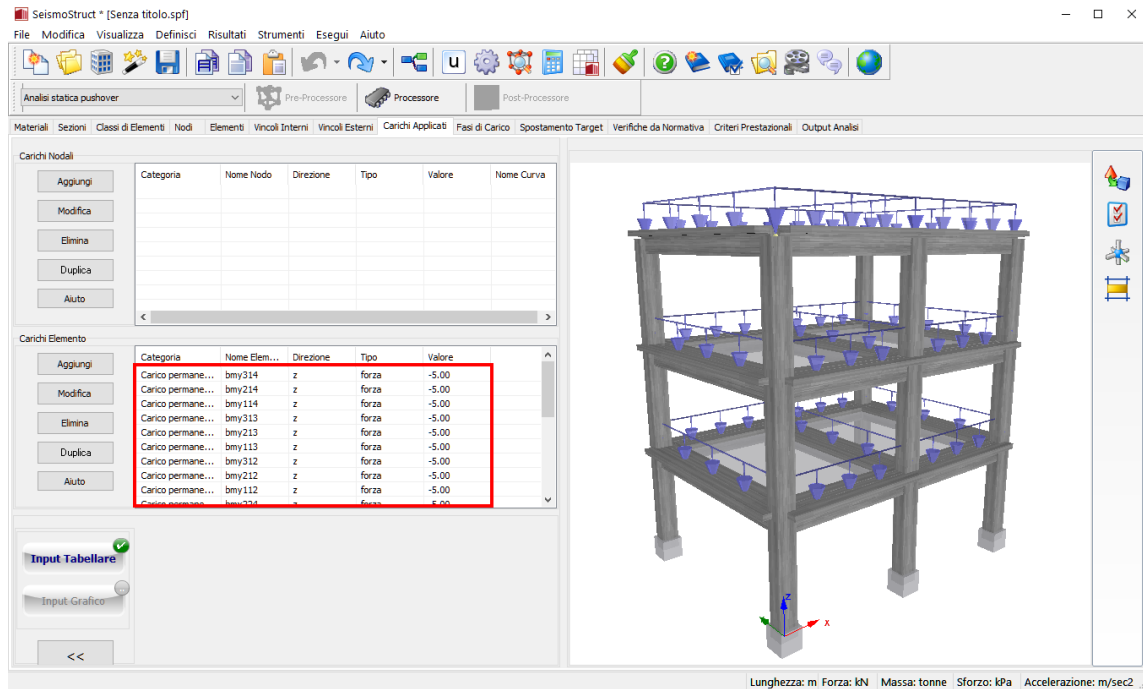 SeismoStruct * [Senza titolo.spf]
File Modifica Visualizza Definisci Risultati Strumenti Esegui Aiuto
u
Analisi statica pushover Pre-Processore Processore Post-Processore
Materiali Sezioni Classi di Elementi Nodi Elementi Vincoli Interni Vincoli Esterni Carichi Applicati Fasi di Carico Spostamento Target Verifiche da Normativa Criteri Prestazionali Output Analisi
Carichi Nodali
Categoria Nome Nodo Direzione Tipo Valore Nome Curva
Aggiungi
Modifica
Elimina
Duplica
Aiuto
Carichi Elemento
Categoria Nome Elem... Direzione Tipo Valore
Aggiungi
Modifica
Elimina
Duplica
Aiuto
Carico permane... bmy314 z forza -5.00
Carico permane... bmy214 z forza -5.00
Carico permane... bmy114 z forza -5.00
Carico permane... bmy313 z forza -5.00
Carico permane... bmy213 z forza -5.00
Carico permane... bmy113 z forza -5.00
Carico permane... bmy312 z forza -5.00
Carico permane... bmy212 z forza -5.00
Carico permane... bmy112 z forza -5.00
Input Tabellare
Input Grafico
<<
z
x
Lunghezza: m Forza: kN Massa: tonne Sforzo: kPa Accelerazione: m/sec2